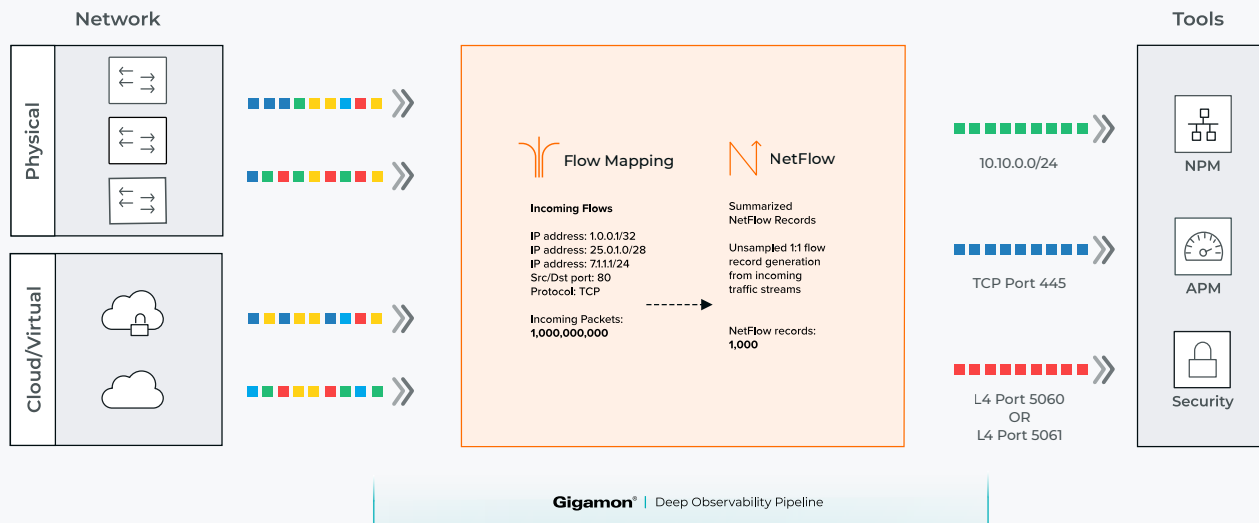 Network
Tools
Physical
Cloud/Virtual
Flow Mapping
Incoming Flows
IP address: 1.0.0.1/32
IP address: 25.0.1.0/28
IP address: 7.1.1.1/24
Src/Dst port: 80
Protocol: TCP
Incoming Packets:
1,000,000,000
NetFlow
Summarized
NetFlow Records
Unsampled 1:1 flow
record generation
from incoming
traffic streams
NetFlow records:
1,000
10.10.0.0/24
TCP Port 445
L4 Port 5060
OR
L4 Port 5061
NPM
APM
Security
Gigamon® | Deep Observability Pipeline